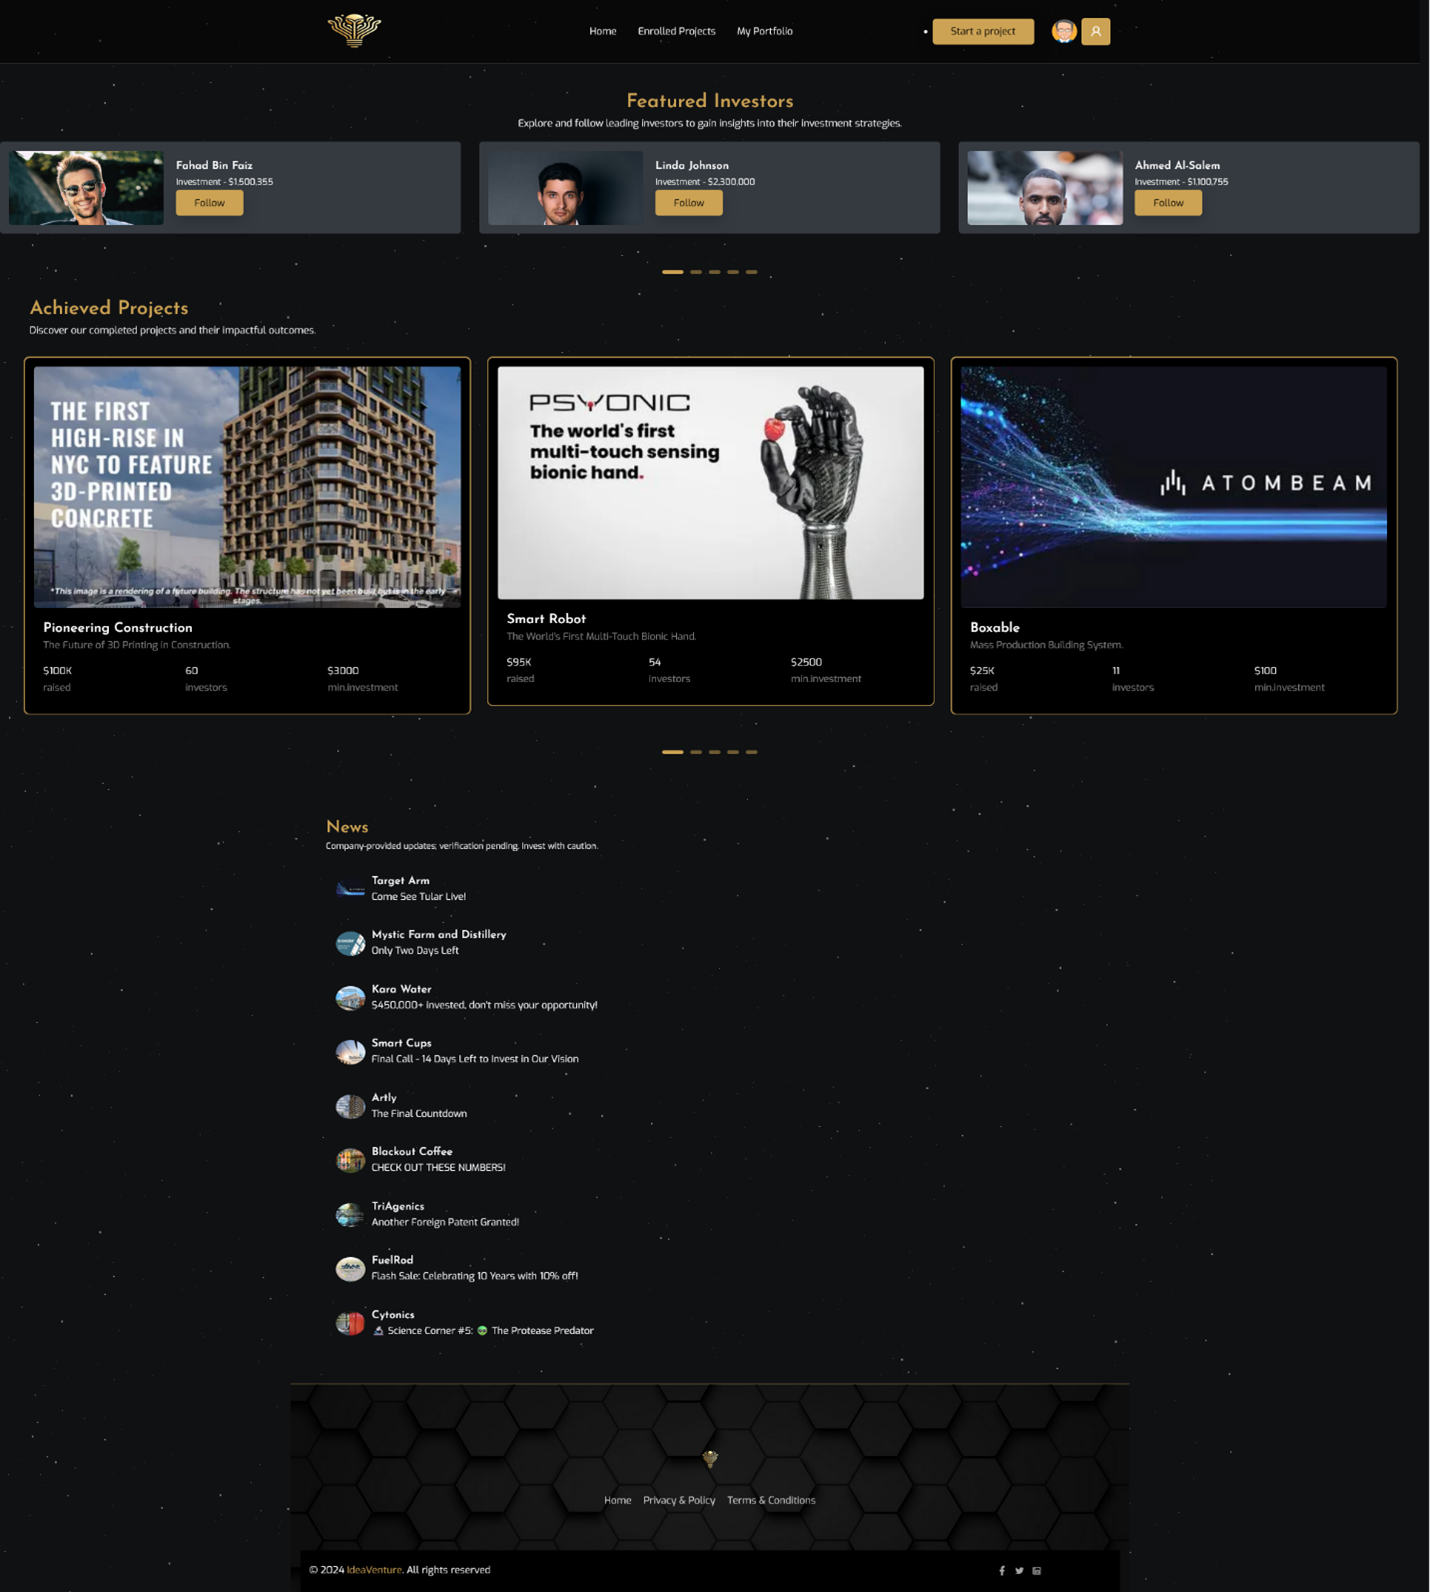 Home Enrolled Projects My Portfolio Start a project
Featured Investors
Explore and follow leading investors to gain insights into their investment strategies.
Fahad Bin Faiz
Investment - $1,500,355
Follow
Linda Johnson
Investment - $2,300,000
Follow
Ahmed Al-Salem
Investment - $1,100,755
Follow
Achieved Projects
Discover our completed projects and their impactful outcomes.
THE FIRST
HIGH-RISE IN
NYC TO FEATURE
3D-PRINTED
CONCRETE
*This image is a rendering of a future building. The structure has not yet been built but is in the early
stages.
Pioneering Construction
The Future of 3D Printing in Construction.
$100K 60 $3000
raised investors min.investment
PSYONIC
The world's first
multi-touch sensing
bionic hand.
Smart Robot
The World's First Multi-Touch Bionic Hand.
$95K 54 $2500
raised investors min.investment
ATOMBEAM
Boxable
Mass Production Building System.
$25K 11 $100
raised investors min.investment
News
Company-provided updates; verification pending. Invest with caution.
Target Arm
Come See Tular Live!
Mystic Farm and Distillery
Only Two Days Left
Kara Water
$450,000+ invested, don't miss your opportunity!
Smart Cups
Final Call - 14 Days Left to Invest in Our Vision
Artly
The Final Countdown
Blackout Coffee
CHECK OUT THESE NUMBERS!
TriAgenics
Another Foreign Patent Granted!
FuelRod
Flash Sale: Celebrating 10 Years with 10% off!
Cytonics
🔬 Science Corner #5: 👽 The Protease Predator
Home Privacy & Policy Terms & Conditions
© 2024 IdeaVenture. All rights reserved